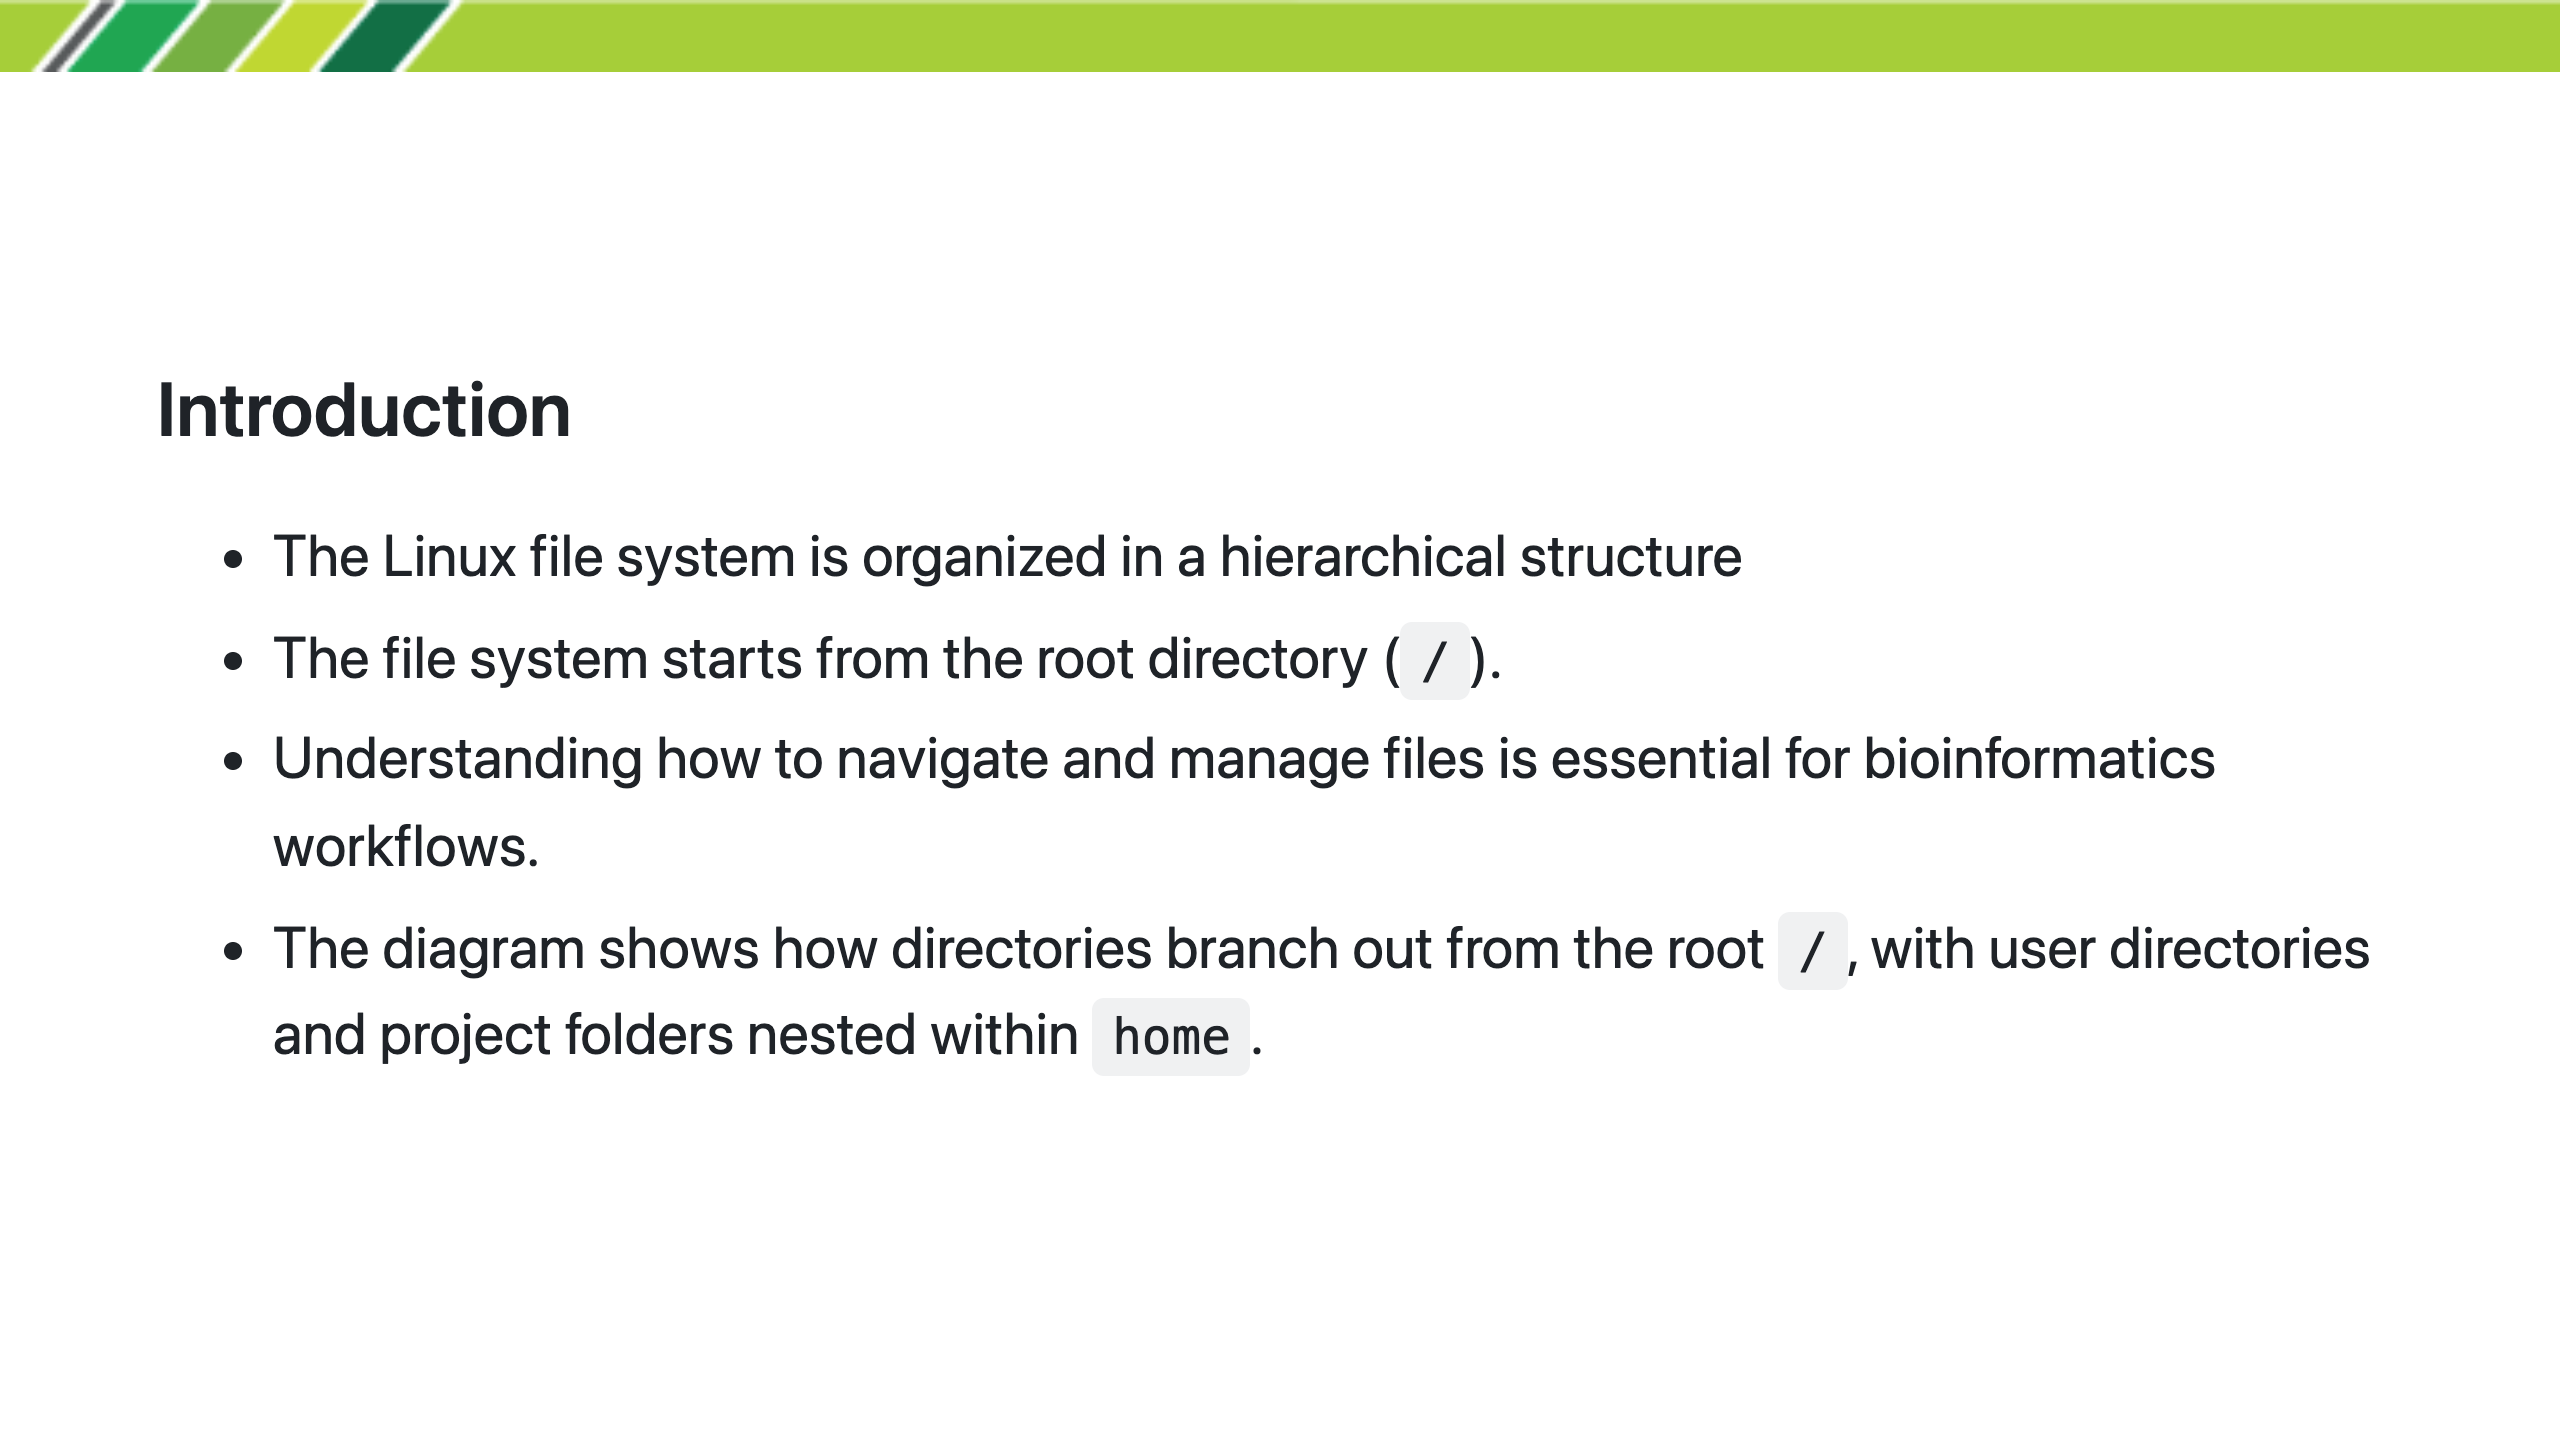 Introduction
• The Linux file system is organized in a hierarchical structure
• The file system starts from the root directory ( / ).
• Understanding how to navigate and manage files is essential for bioinformatics
workflows.
• The diagram shows how directories branch out from the root / , with user directories
and project folders nested within home .